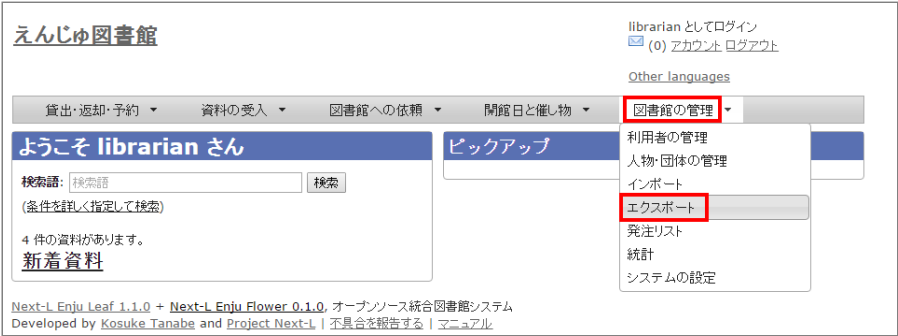 えんじゅ図書館
librarian としてログイン
(0) アカウント ログアウト
Other languages
貸出・返却・予約 ▼ 資料の受入 ▼ 図書館への依頼 ▼ 開館日と催し物 ▼ 図書館の管理 ▼
ようこそ librarian さん
ピックアップ
利用者の管理
人物・団体の管理
インポート
エクスポート
発注リスト
統計
システムの設定
検索語: 検索語 検索
(条件を詳しく指定して検索)
4 件の資料があります。
新着資料
Next-L Enju Leaf 1.1.0 + Next-L Enju Flower 0.1.0, オープンソース統合図書館システム
Developed by Kosuke Tanabe and Project Next-L | 不具合を報告する | マニュアル